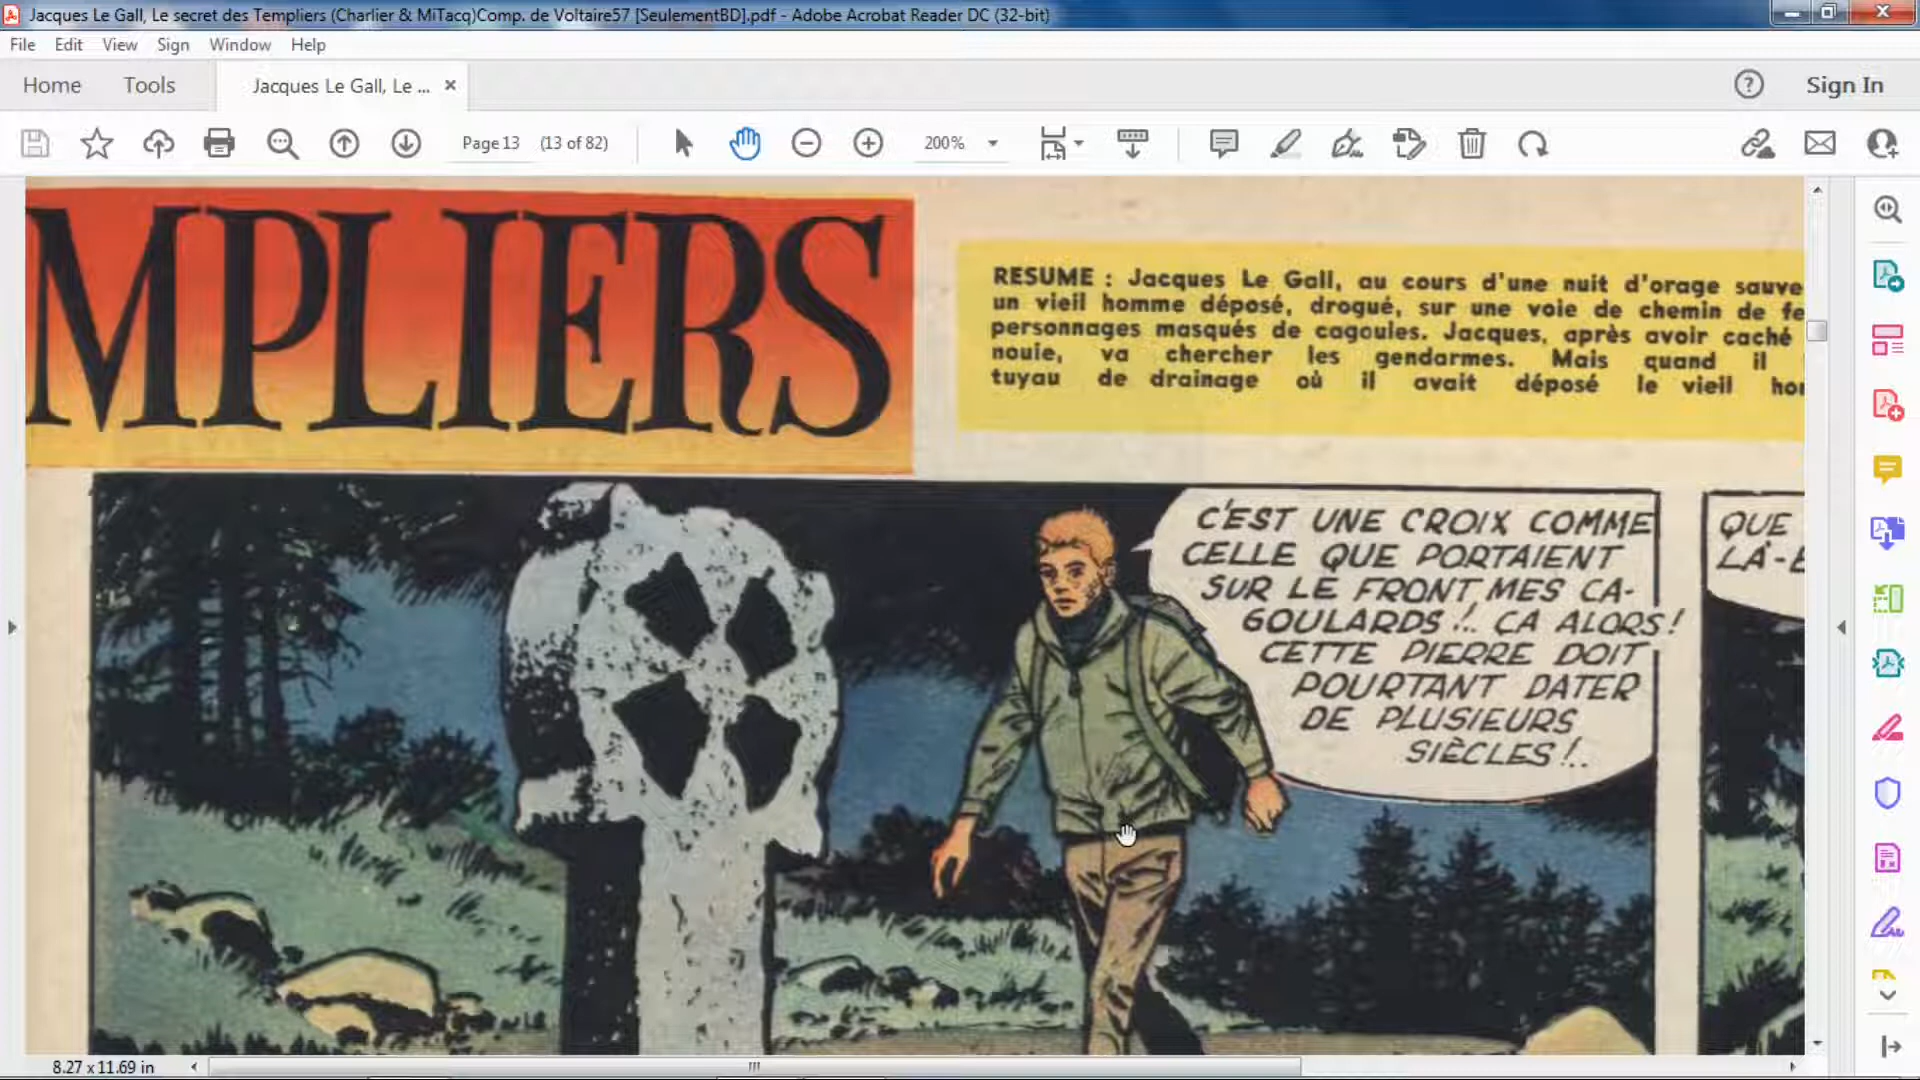 Jacques Le Gall, Le secret des Templiers (Charlier & MiTacq)Comp. de Voltaire57 [SeulementBD].pdf - Adobe Acrobat Reader DC (32-bit)
File Edit View Sign Window Help
Home Tools Jacques Le Gall, Le ... Sign In
Page 13 (13 of 82) 200%
MPLIERS
RESUME : Jacques Le Gall, au cours d'une nuit d'orage sauve
un vieil homme déposé, drogué, sur une voie de chemin de fe
personnages masqués de cagoules. Jacques, après avoir caché
nouie, va chercher les gendarmes. Mais quand il
tuyau de drainage où il avait déposé le vieil hom
C'EST UNE CROIX COMME
CELLE QUE PORTAIENT
SUR LE FRONT MES CA-
GOULARDS !.. ÇA ALORS !
CETTE PIERRE DOIT
POURTANT DATER
DE PLUSIEURS
SIÈCLES !..
QUE
LÀ-
8.27 x 11.69 in